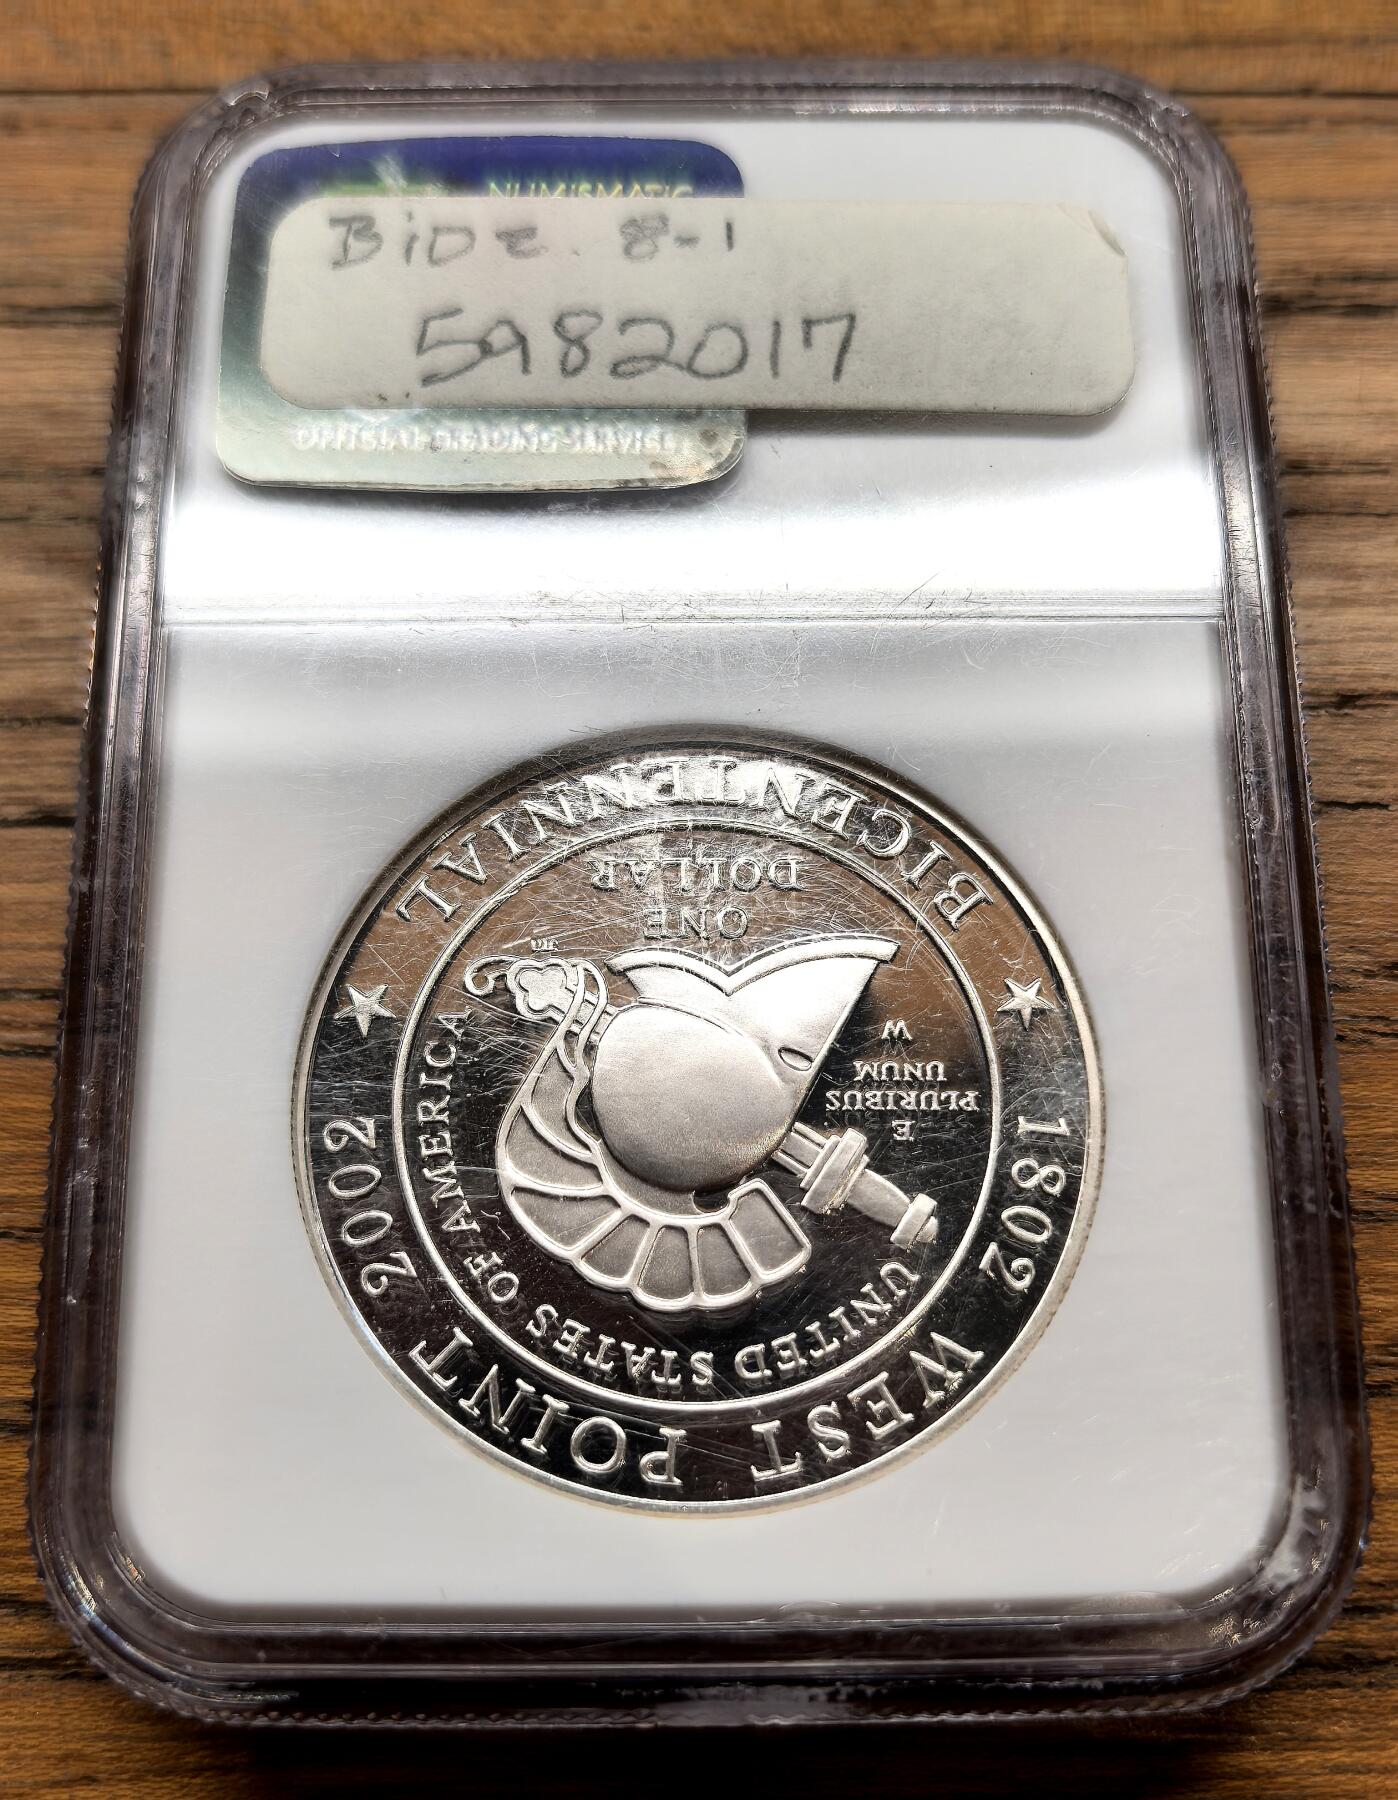 NUMISMATIC
8-1
5982017
OFFICIAL GRADING SERVICE
1802 WEST POINT 2002
BICENTENNIAL
UNITED STATES OF AMERICA
E
PLURIBUS
UNUM
W
ONE
DOLLAR